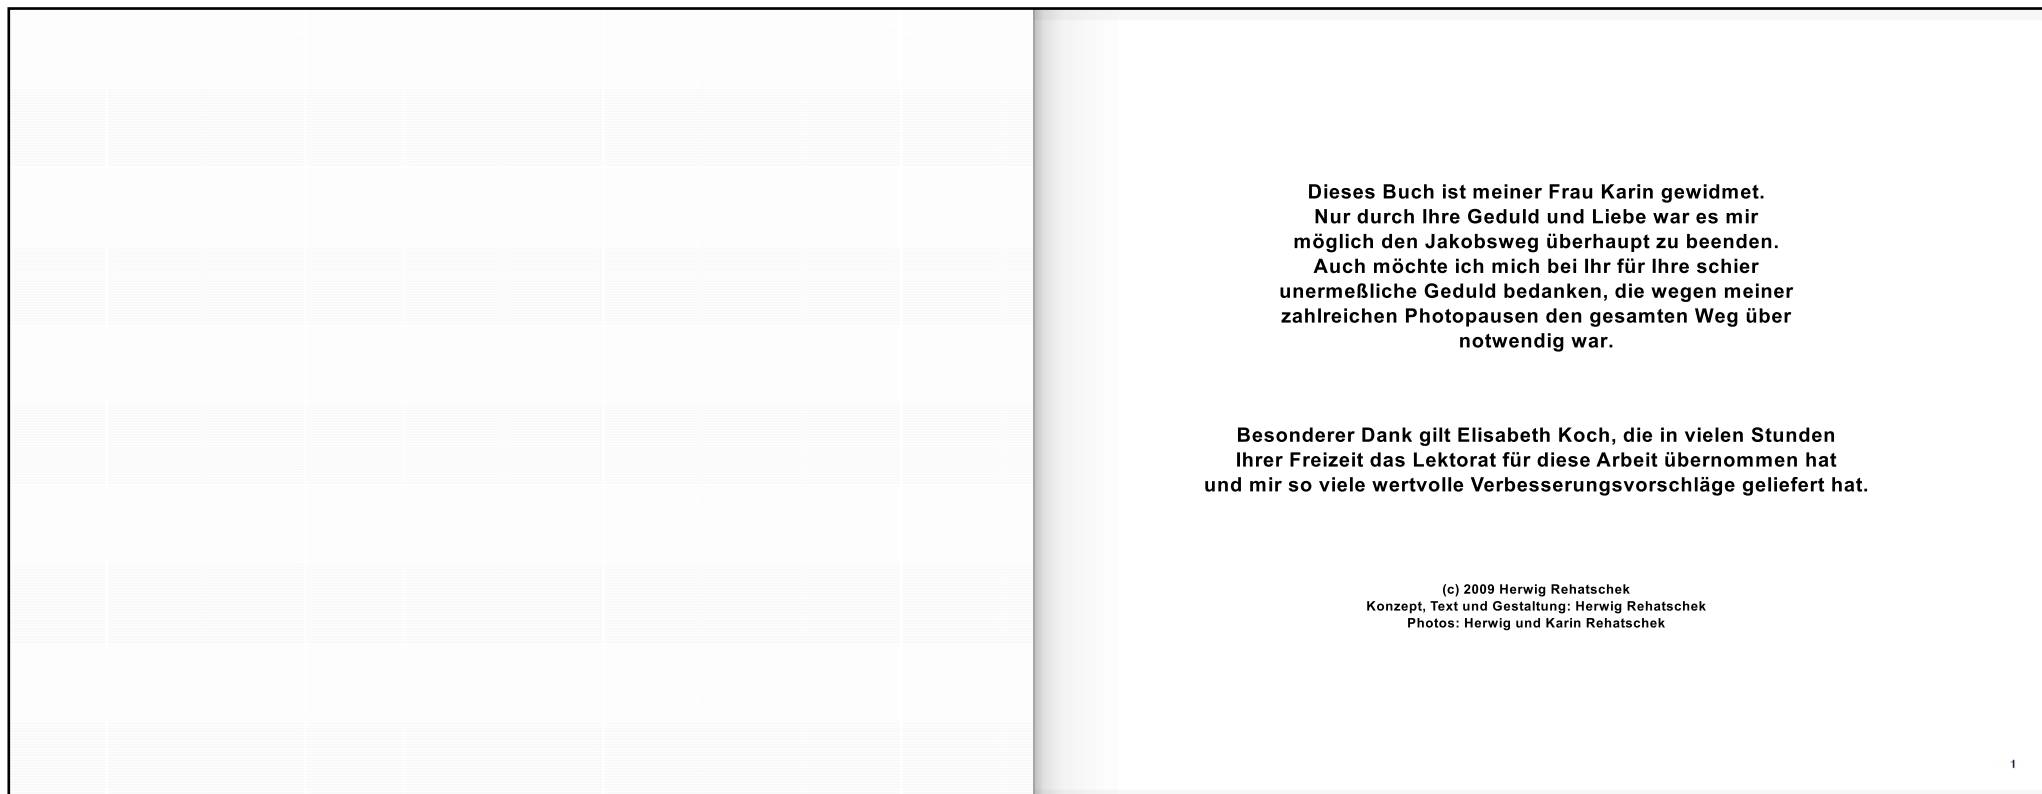 Dieses Buch ist meiner Frau Karin gewidmet.
Nur durch Ihre Geduld und Liebe war es mir
möglich den Jakobsweg überhaupt zu beenden.
Auch möchte ich mich bei Ihr für Ihre schier
unermeßliche Geduld bedanken, die wegen meiner
zahlreichen Photopausen den gesamten Weg über
notwendig war.
Besonderer Dank gilt Elisabeth Koch, die in vielen Stunden
Ihrer Freizeit das Lektorat für diese Arbeit übernommen hat
und mir so viele wertvolle Verbesserungsvorschläge geliefert hat.
(c) 2009 Herwig Rehatschek
Konzept, Text und Gestaltung: Herwig Rehatschek
Photos: Herwig und Karin Rehatschek
1